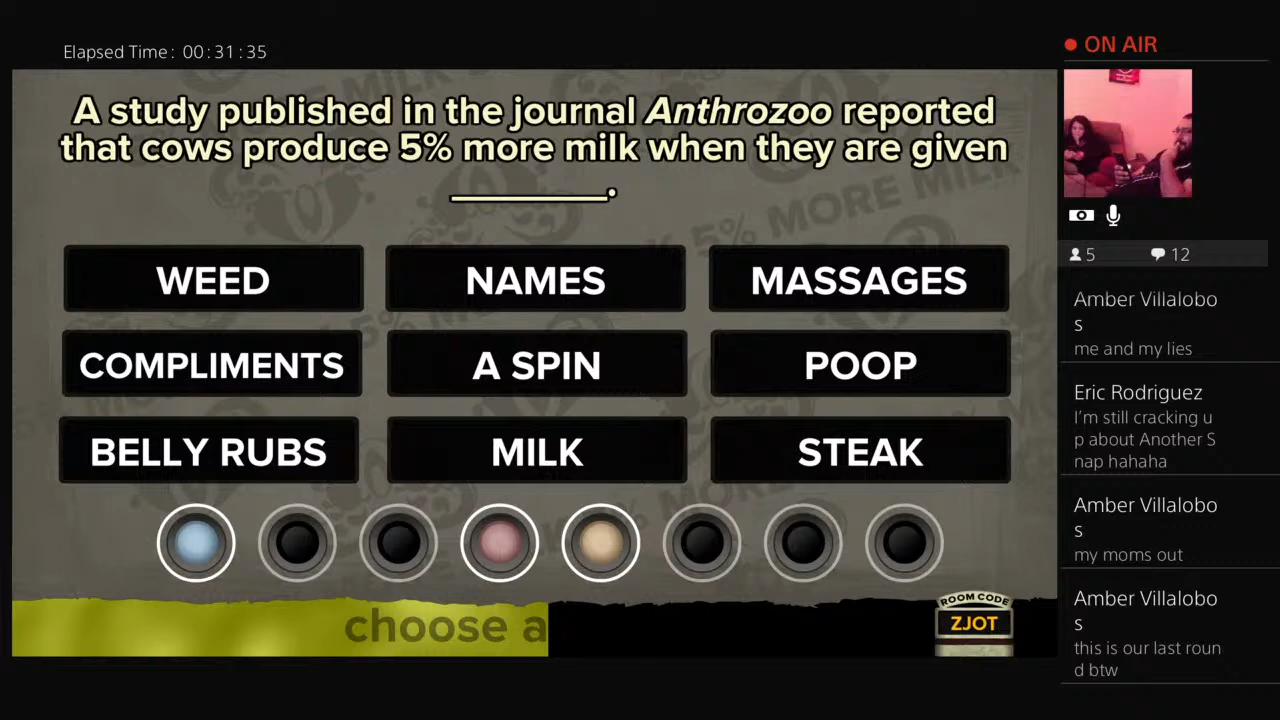 Elapsed Time: 00:31:35
ON AIR
A study published in the journal Anthrozoo reported
that cows produce 5% more milk when they are given
________.
WEED
NAMES
MASSAGES
COMPLIMENTS
A SPIN
POOP
BELLY RUBS
MILK
STEAK
choose a
ROOM CODE
ZJOT
5
12
Amber Villalobo
s
me and my lies
Eric Rodriguez
I'm still cracking u
p about Another S
nap hahaha
Amber Villalobo
s
my moms out
Amber Villalobo
s
this is our last roun
d btw